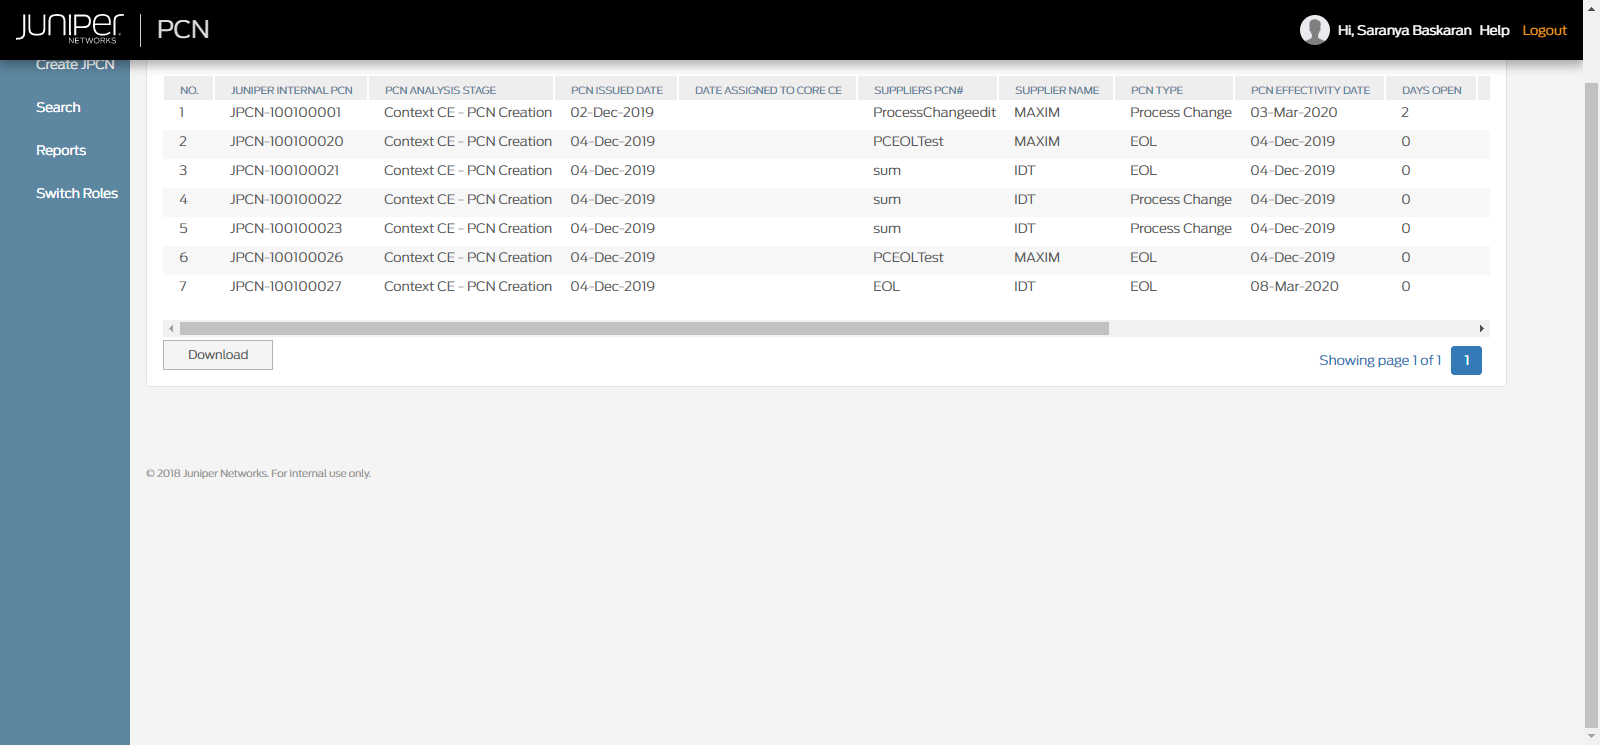 JUNIPER NETWORKS PCN Hi, Saranya Baskaran Help Logout
Create JPCN
Search
Reports
Switch Roles
NO. JUNIPER INTERNAL PCN PCN ANALYSIS STAGE PCN ISSUED DATE DATE ASSIGNED TO CORE CE SUPPLIERS PCN# SUPPLIER NAME PCN TYPE PCN EFFECTIVITY DATE DAYS OPEN
1 JPCN-100100001 Context CE - PCN Creation 02-Dec-2019 ProcessChangeedit MAXIM Process Change 03-Mar-2020 2
2 JPCN-100100020 Context CE - PCN Creation 04-Dec-2019 PCEOLTest MAXIM EOL 04-Dec-2019 0
3 JPCN-100100021 Context CE - PCN Creation 04-Dec-2019 sum IDT EOL 04-Dec-2019 0
4 JPCN-100100022 Context CE - PCN Creation 04-Dec-2019 sum IDT Process Change 04-Dec-2019 0
5 JPCN-100100023 Context CE - PCN Creation 04-Dec-2019 sum IDT Process Change 04-Dec-2019 0
6 JPCN-100100026 Context CE - PCN Creation 04-Dec-2019 PCEOLTest MAXIM EOL 04-Dec-2019 0
7 JPCN-100100027 Context CE - PCN Creation 04-Dec-2019 EOL IDT EOL 08-Mar-2020 0
Download
Showing page 1 of 1 1
© 2018 Juniper Networks. For internal use only.